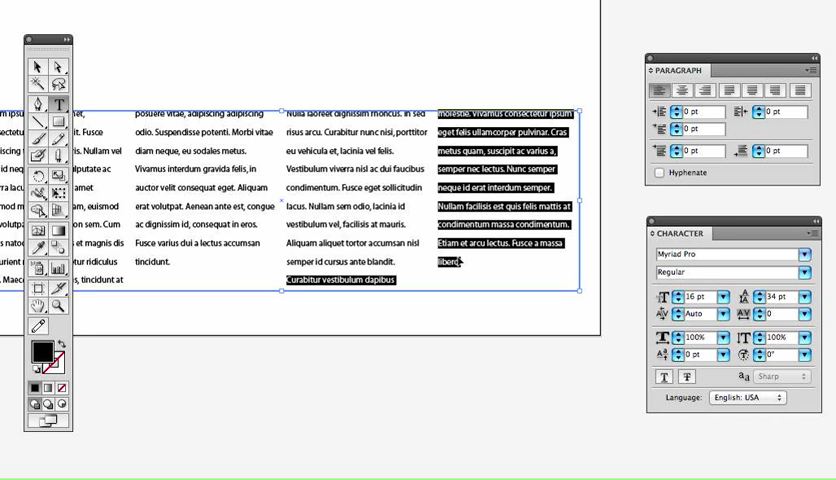 posuere vitae, adipiscing adipiscing
odio. Suspendisse potenti. Morbi vitae
diam neque, eu sodales metus.
Vivamus interdum gravida felis, in
auctor velit consequat eget. Aliquam
erat volutpat. Aenean ante est, congue
ac dignissim id, consequat in eros.
Fusce varius dui a lectus accumsan
tincidunt.
Nulla laoreet dignissim rhoncus. In sed
risus arcu. Curabitur nunc nisi, porttitor
eu vehicula et, lacinia vel felis.
Vestibulum viverra nisl ac dui faucibus
condimentum. Fusce eget sollicitudin
lacus. Nullam sem odio, lacinia id
vestibulum vel, facilisis at mauris.
Aliquam aliquet tortor accumsan nisl
semper id cursus ante blandit.
Curabitur vestibulum dapibus
molestie. Vivamus consectetur ipsum
eget felis ullamcorper pulvinar. Cras
metus quam, suscipit ac varius a,
semper nec lectus. Nunc semper
neque id erat interdum semper.
Nullam facilisis est quis felis mattis at
condimentum massa condimentum.
Etiam et arcu lectus. Fusce a massa
libero
PARAGRAPH
0 pt
0 pt
0 pt
0 pt
0 pt
Hyphenate
CHARACTER
Myriad Pro
Regular
16 pt
34 pt
Auto
0
100%
100%
0 pt
0°
Sharp
Language: English: USA